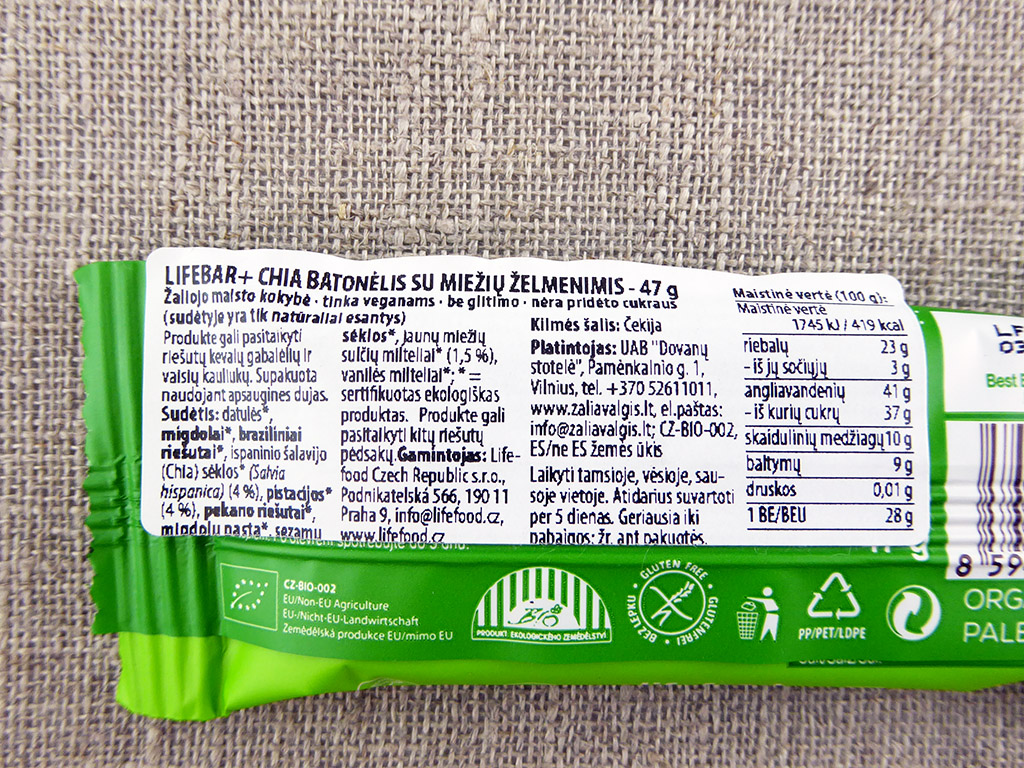 LIFEBAR+ CHIA BATONĖLIS SU MIEŽIŲ ŽELMENIMIS - 47 g
Žaliojo maisto kokybė · tinka veganams · be glitimo · nėra pridėto cukraus
(sudėtyje yra tik natūraliai esantys)
Produkte gali pasitaikyti
riešutų kevalų gabalėlių ir
vaisių kauliukų. Supakuota
naudojant apsaugines dujas.
Sudėtis: datulės*,
migdolai*, braziliniai
riešutai*, ispaninio šalavijo
(Chia) sėklos* (Salvia
hispanica) (4 %), pistacijos*
(4 %), pekano riešutai*,
migdolų pasta*, sezamų
sėklos*, jaunų miežių
sulčių milteliai* (1,5 %),
vanilės milteliai*; * =
sertifikuotas ekologiškas
produktas. Produkte gali
pasitaikyti kitų riešutų
pėdsakų. Gamintojas: Life-
food Czech Republic s.r.o.,
Podnikatelská 566, 190 11
Praha 9, info@lifefood.cz,
www.lifefood.cz
Kilmės šalis: Čekija
Platintojas: UAB "Dovanų
stotelė", Pamėnkalnio g. 1,
Vilnius, tel. +370 52611011,
www.zaliavalgis.lt, el.paštas:
info@zaliavalgis.lt; CZ-BIO-002,
ES/ne ES žemės ūkis
Laikyti tamsioje, vėsioje, sau-
soje vietoje. Atidarius suvartoti
per 5 dienas. Geriausia iki
pabaigos: žr. ant pakuotės.
Maistinė vertė (100 g):
Maistinė vertė
1745 kJ / 419 kcal
riebalų 23 g
- iš jų sočiųjų 3 g
angliavandenių 41 g
- iš kurių cukrų 37 g
skaidulinių medžiagų 10 g
baltymų 9 g
druskos 0,01 g
1 BE/BEU 28 g
Best
8 59
CZ-BIO-002
EU/Non-EU Agriculture
EU-/Nicht-EU-Landwirtschaft
Zemědělská produkce EU/mimo EU
BIO
PRODUKT EKOLOGICKÉHO ZEMĚDĚLSTVÍ
GLUTEN FREE • GLUTENFREI • BEZLEPKU •
PP/PET/LDPE
ORG
PALE